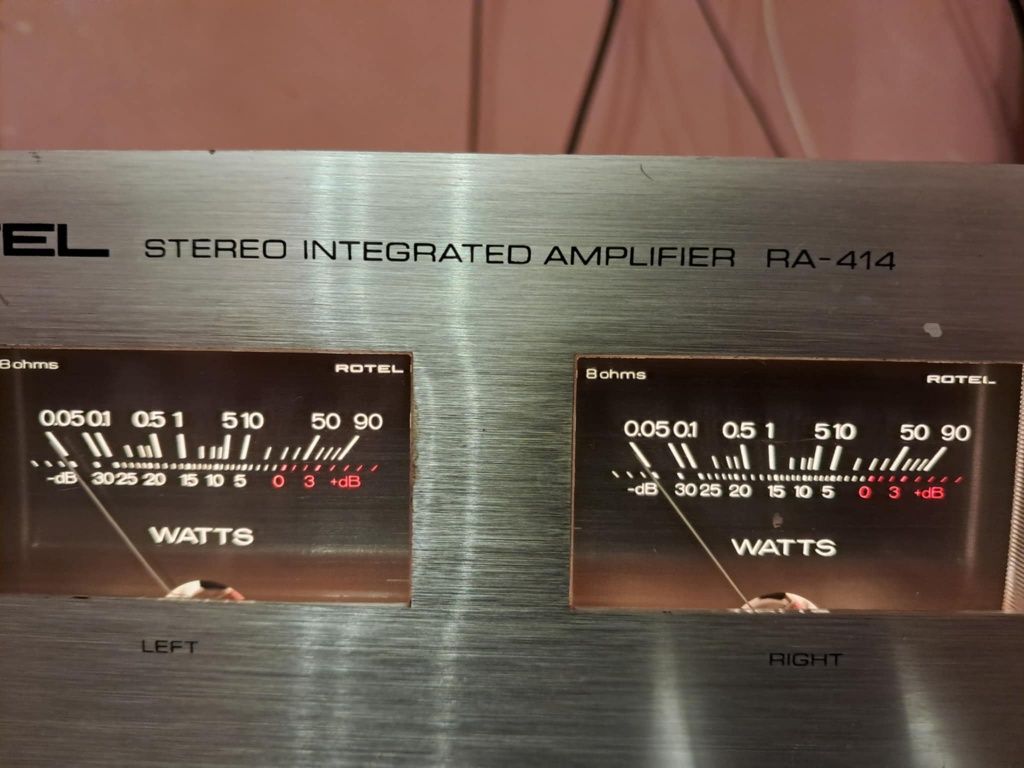 TEL STEREO INTEGRATED AMPLIFIER RA-414
8 ohms ROTEL
0.05 0.1 0.5 1 5 10 50 90
-dB 30 25 20 15 10 5 0 3 +dB
WATTS
LEFT
8 ohms ROTEL
0.05 0.1 0.5 1 5 10 50 90
-dB 30 25 20 15 10 5 0 3 +dB
WATTS
RIGHT